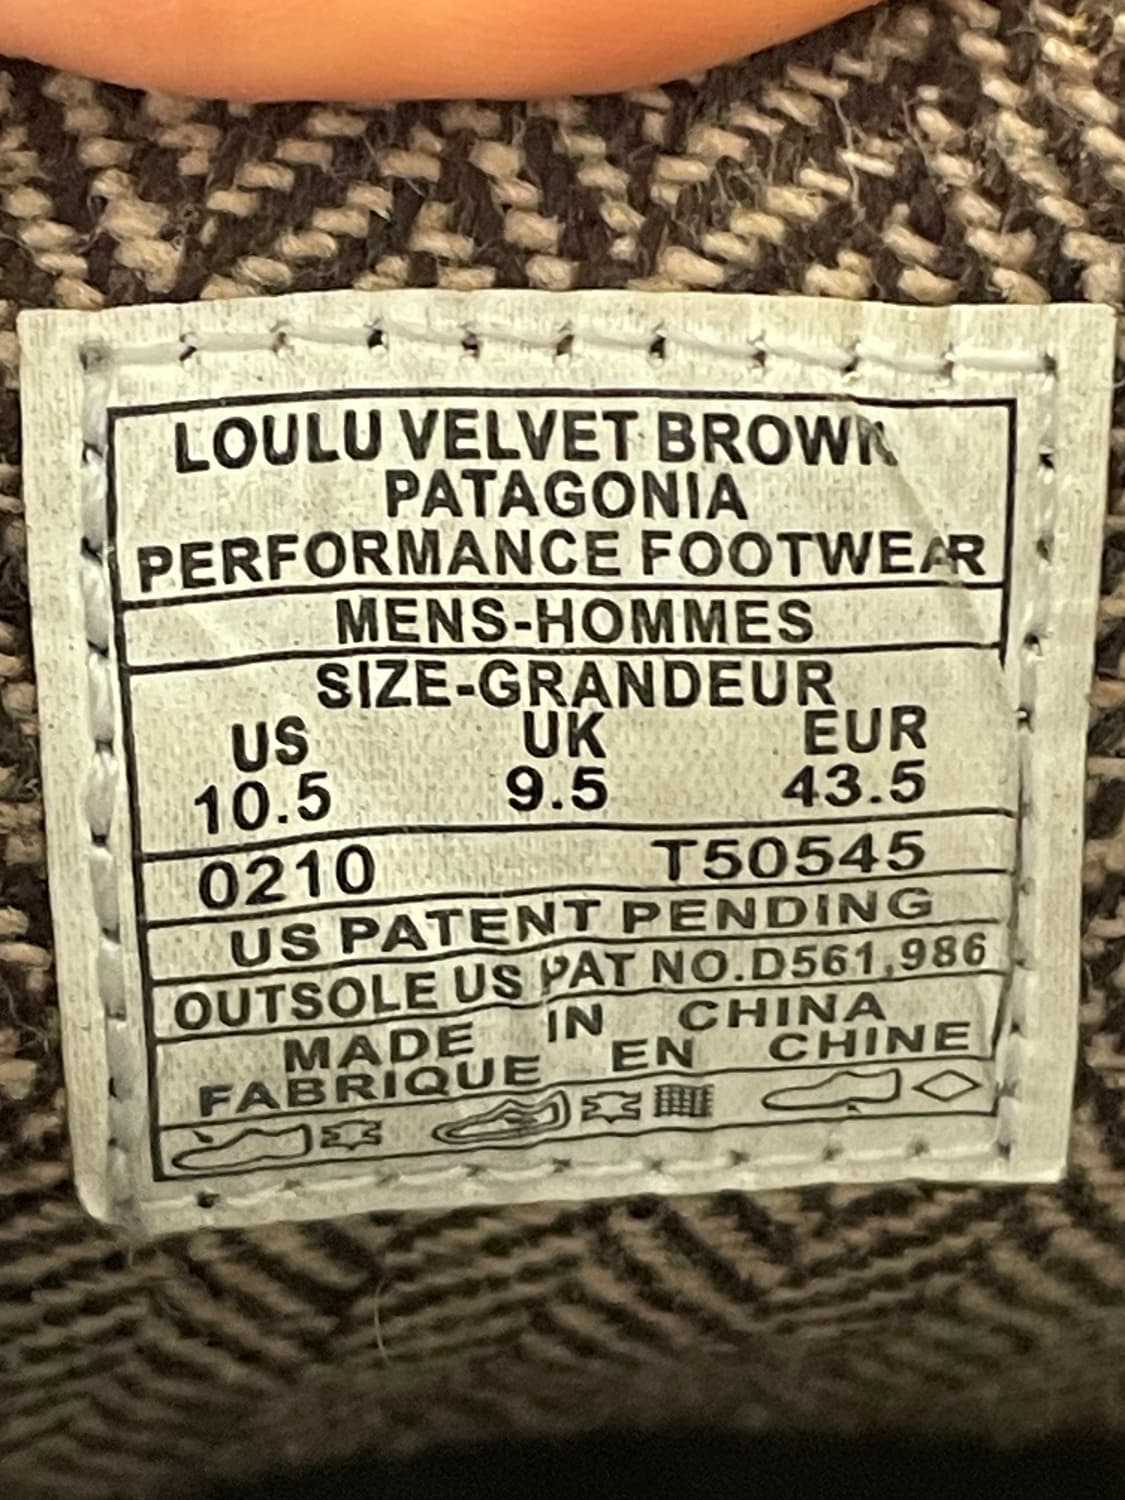 LOULU VELVET BROWN
PATAGONIA
PERFORMANCE FOOTWEAR
MENS-HOMMES
SIZE-GRANDEUR
US UK EUR
10.5 9.5 43.5
0210 T50545
US PATENT PENDING
OUTSOLE US PAT NO.D561,986
MADE IN CHINA
FABRIQUE EN CHINE